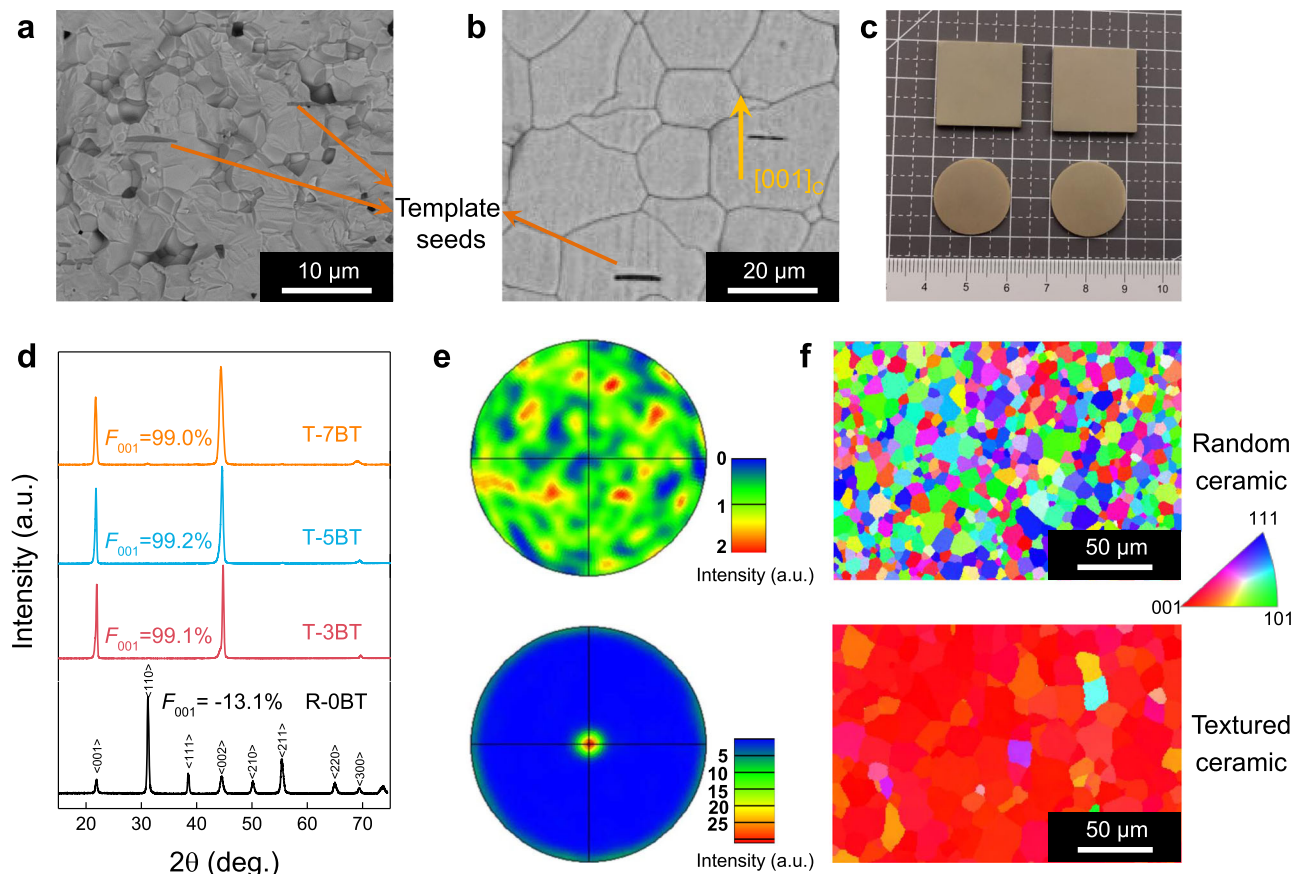 a
b
c
[001]C
Template
seeds
10 μm
20 μm
3 4 5 6 7 8 9 10
d
e
f
F001=99.0%
T-7BT
F001=99.2%
T-5BT
F001=99.1%
T-3BT
F001= -13.1%
R-0BT
<001>
<110>
<111>
<002>
<210>
<211>
<220>
<300>
Intensity (a.u.)
20 30 40 50 60 70
2θ (deg.)
0
1
2
Intensity (a.u.)
5
10
15
20
25
Intensity (a.u.)
50 μm
Random
ceramic
111
001
101
50 μm
Textured
ceramic